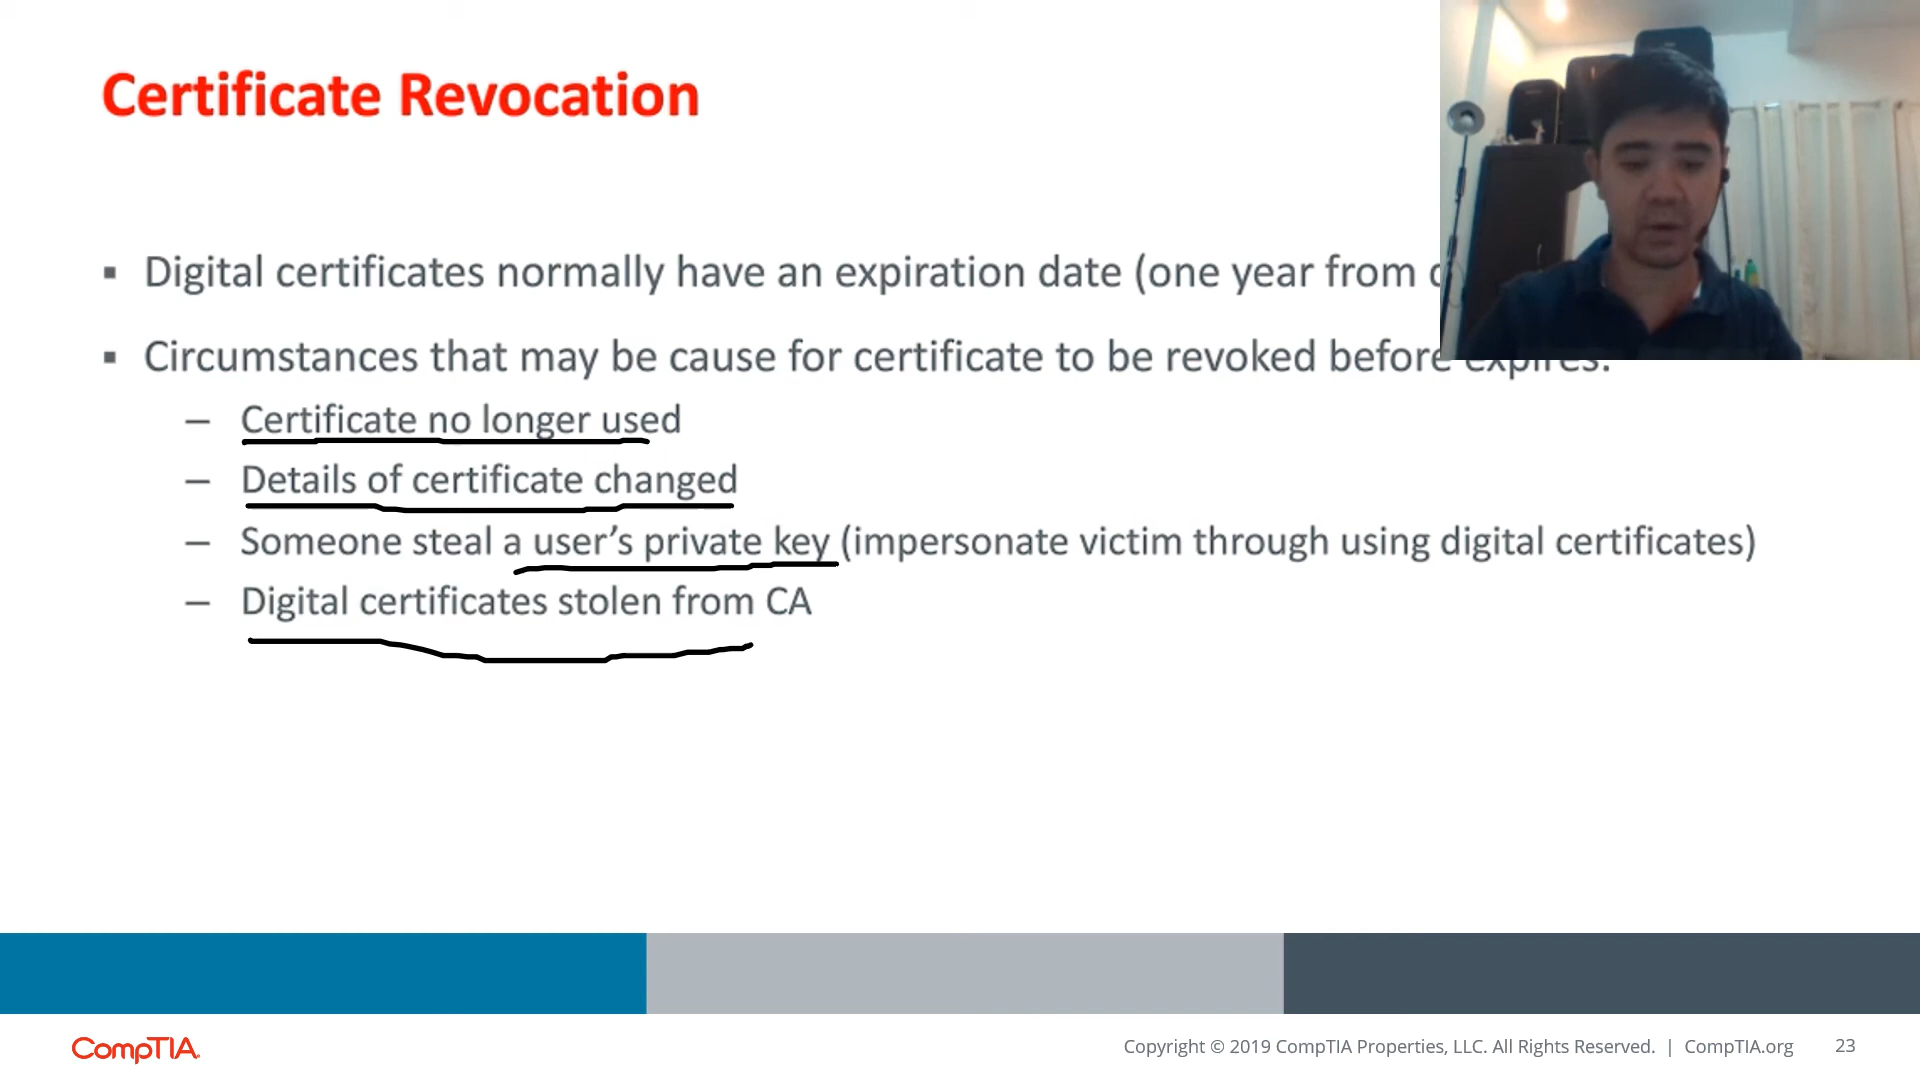 Certificate Revocation
▪ Digital certificates normally have an expiration date (one year from
▪ Circumstances that may be cause for certificate to be revoked before expires:
– Certificate no longer used
– Details of certificate changed
– Someone steal a user’s private key (impersonate victim through using digital certificates)
– Digital certificates stolen from CA
CompTIA.
Copyright © 2019 CompTIA Properties, LLC. All Rights Reserved. | CompTIA.org 23